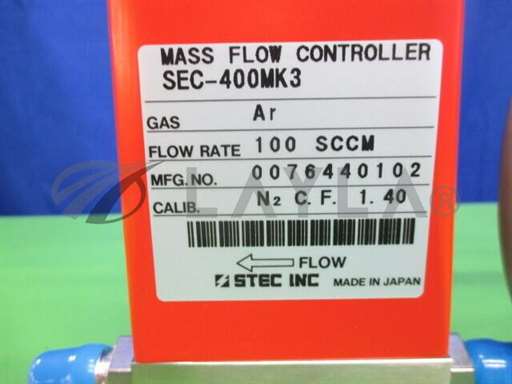 MASS FLOW CONTROLLER
SEC-400MK3
GAS Ar
FLOW RATE 100 SCCM
MFG.NO. 0076440102
CALIB. N₂ C.F. 1.40
LAYLA®
FLOW
STEC INC MADE IN JAPAN